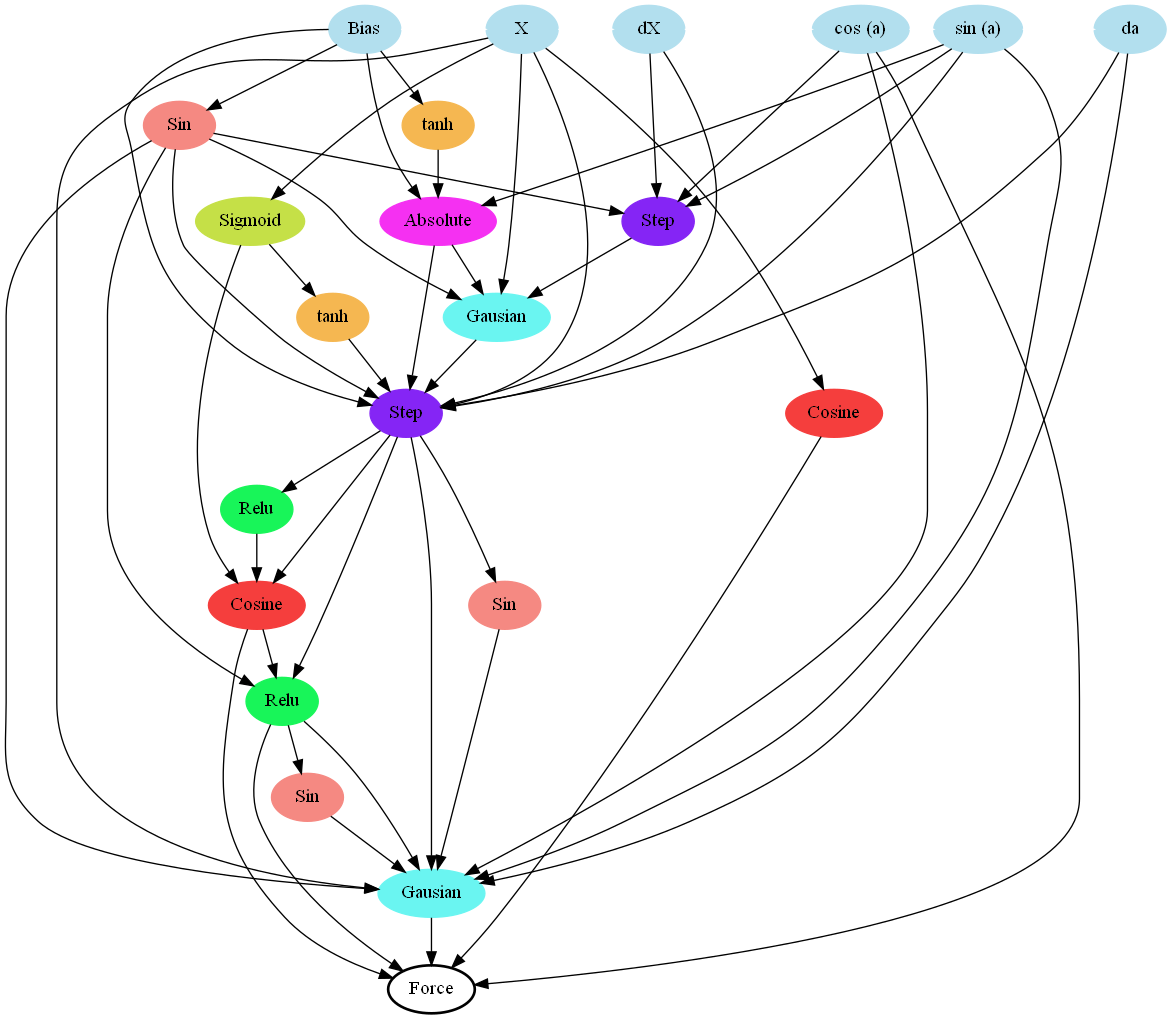 Bias X dX cos (a) sin (a) da
Sin tanh
Sigmoid Absolute Step
tanh Gausian
Step Cosine
Relu
Cosine Sin
Relu
Sin
Gausian
Force